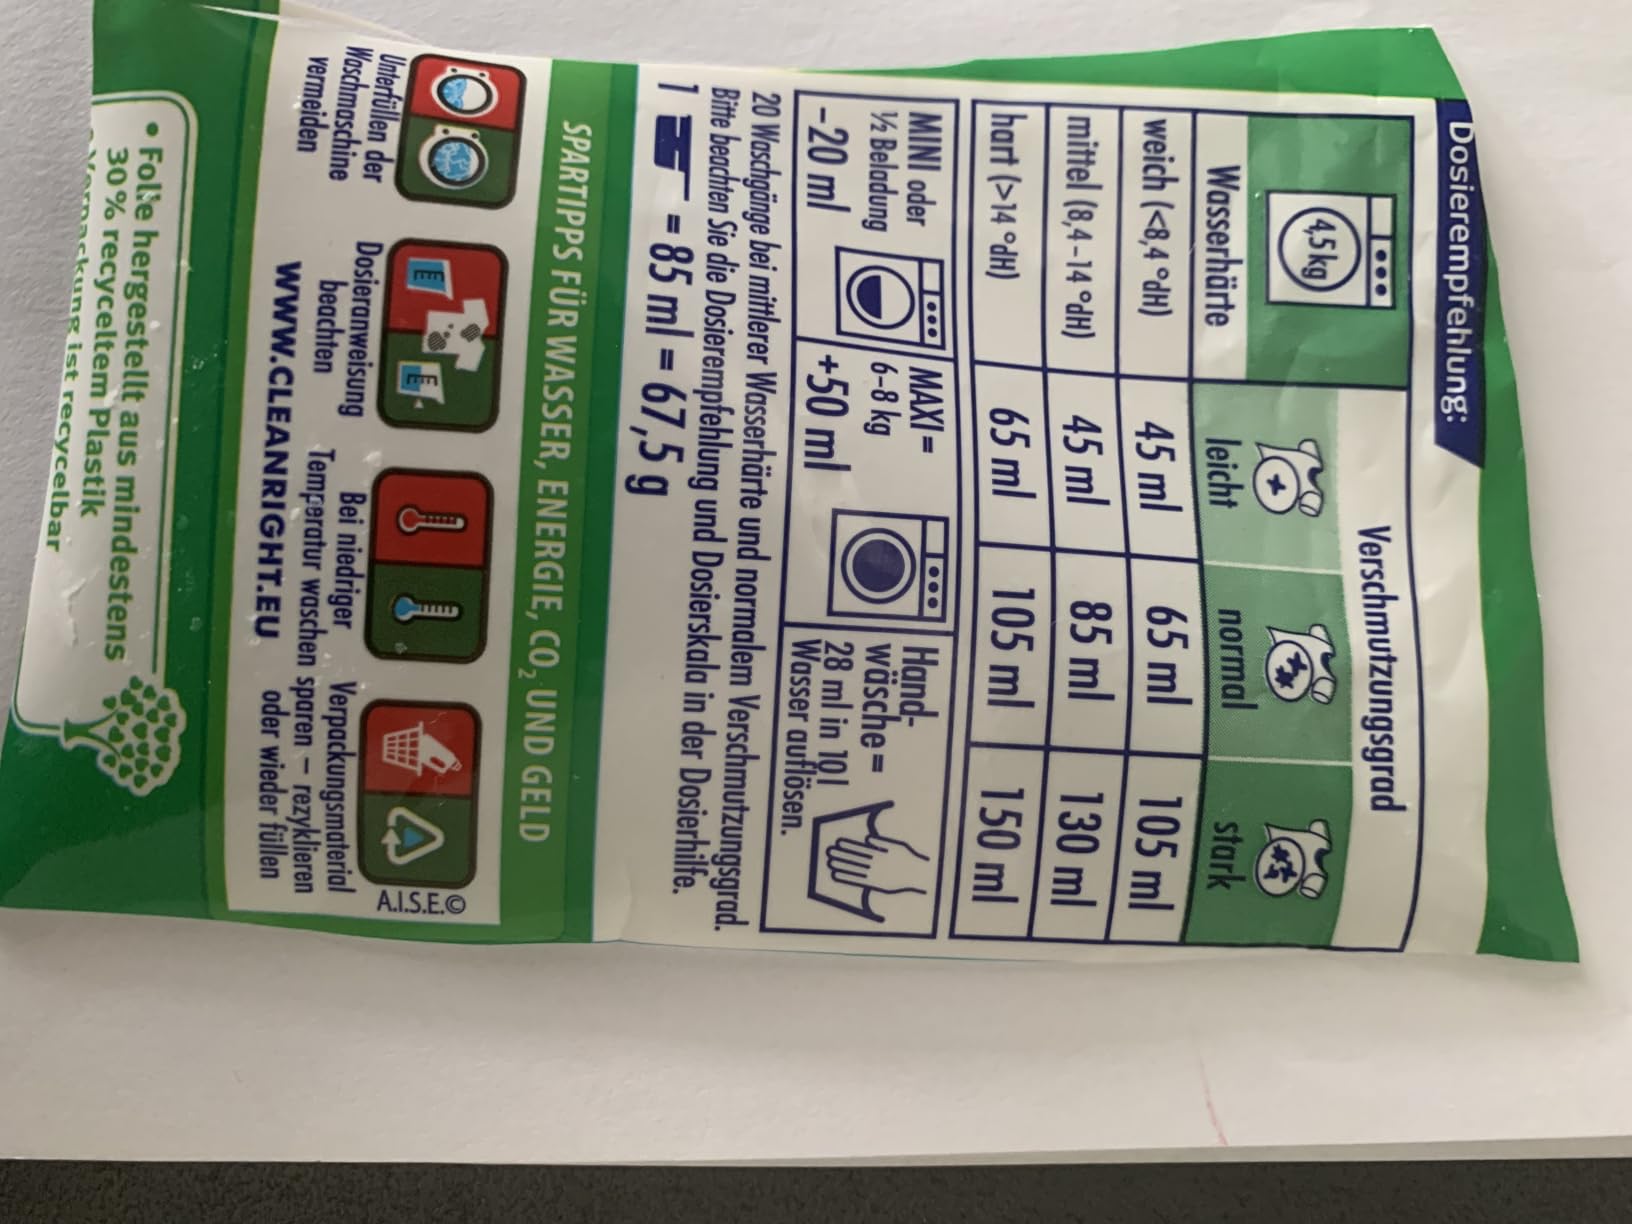 Dosierempfehlung:
4,5 kg
Verschmutzungsgrad
Wasserhärte leicht normal stark
weich (<8,4 °dH) 45 ml 65 ml 105 ml
mittel (8,4-14 °dH) 45 ml 85 ml 130 ml
hart (>14 °dH) 65 ml 105 ml 150 ml
MINI oder
½ Beladung
-20 ml
MAXI =
6-8 kg
+50 ml
Hand-
wäsche =
28 ml in 10 l
Wasser auflösen.
20 Waschgänge bei mittlerer Wasserhärte und normalem Verschmutzungsgrad.
Bitte beachten Sie die Dosierempfehlung und Dosierskala in der Dosierhilfe.
1 = 85 ml = 67,5 g
SPARTIPPS FÜR WASSER, ENERGIE, CO₂ UND GELD
A.I.S.E.©
Unterfüllen der
Waschmaschine
vermeiden
Dosieranweisung
beachten
Bei niedriger
Temperatur waschen
Verpackungsmaterial
sparen – rezyklieren
oder wieder füllen
WWW.CLEANRIGHT.EU
• Folie hergestellt aus mindestens
30% recyceltem Plastik
• Verpackung ist recycelbar